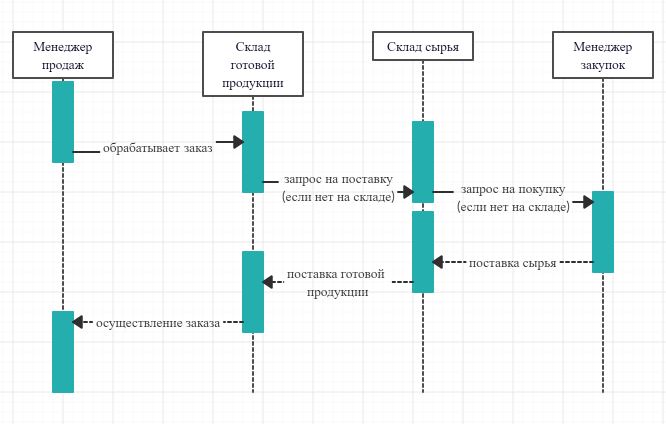 Менеджер
продаж
Склад
готовой
продукции
Склад сырья
Менеджер
закупок
обрабатывает заказ
запрос на поставку
(если нет на складе)
запрос на покупку
(если нет на складе)
поставка сырья
поставка готовой
продукции
осуществление заказа